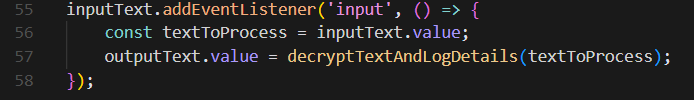 55 inputText.addEventListener('input', () => {
56     const textToProcess = inputText.value;
57     outputText.value = decryptTextAndLogDetails(textToProcess);
58 });